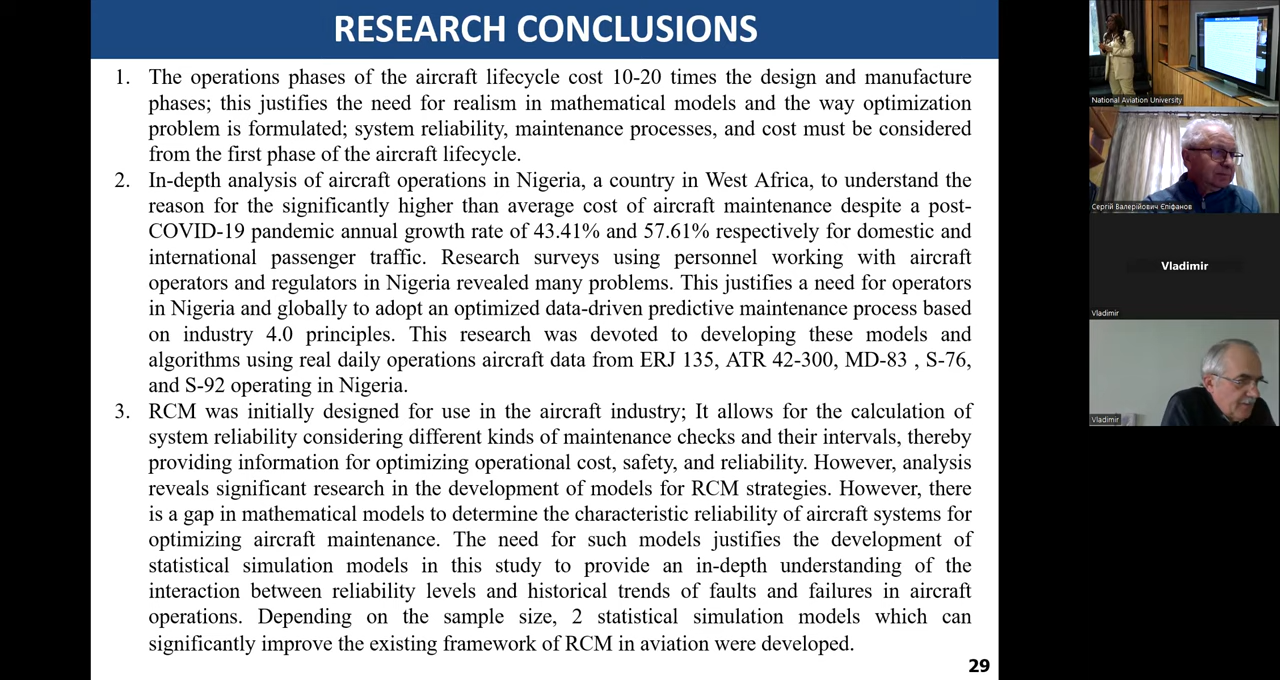 RESEARCH CONCLUSIONS
1. The operations phases of the aircraft lifecycle cost 10-20 times the design and manufacture
phases; this justifies the need for realism in mathematical models and the way optimization
problem is formulated; system reliability, maintenance processes, and cost must be considered
from the first phase of the aircraft lifecycle.
2. In-depth analysis of aircraft operations in Nigeria, a country in West Africa, to understand the
reason for the significantly higher than average cost of aircraft maintenance despite a post-
COVID-19 pandemic annual growth rate of 43.41% and 57.61% respectively for domestic and
international passenger traffic. Research surveys using personnel working with aircraft
operators and regulators in Nigeria revealed many problems. This justifies a need for operators
in Nigeria and globally to adopt an optimized data-driven predictive maintenance process based
on industry 4.0 principles. This research was devoted to developing these models and
algorithms using real daily operations aircraft data from ERJ 135, ATR 42-300, MD-83 , S-76,
and S-92 operating in Nigeria.
3. RCM was initially designed for use in the aircraft industry; It allows for the calculation of
system reliability considering different kinds of maintenance checks and their intervals, thereby
providing information for optimizing operational cost, safety, and reliability. However, analysis
reveals significant research in the development of models for RCM strategies. However, there
is a gap in mathematical models to determine the characteristic reliability of aircraft systems for
optimizing aircraft maintenance. The need for such models justifies the development of
statistical simulation models in this study to provide an in-depth understanding of the
interaction between reliability levels and historical trends of faults and failures in aircraft
operations. Depending on the sample size, 2 statistical simulation models which can
significantly improve the existing framework of RCM in aviation were developed.
29
National Aviation University
Сергій Валерійович Єпіфанов
Vladimir
Vladimir
Vladimir